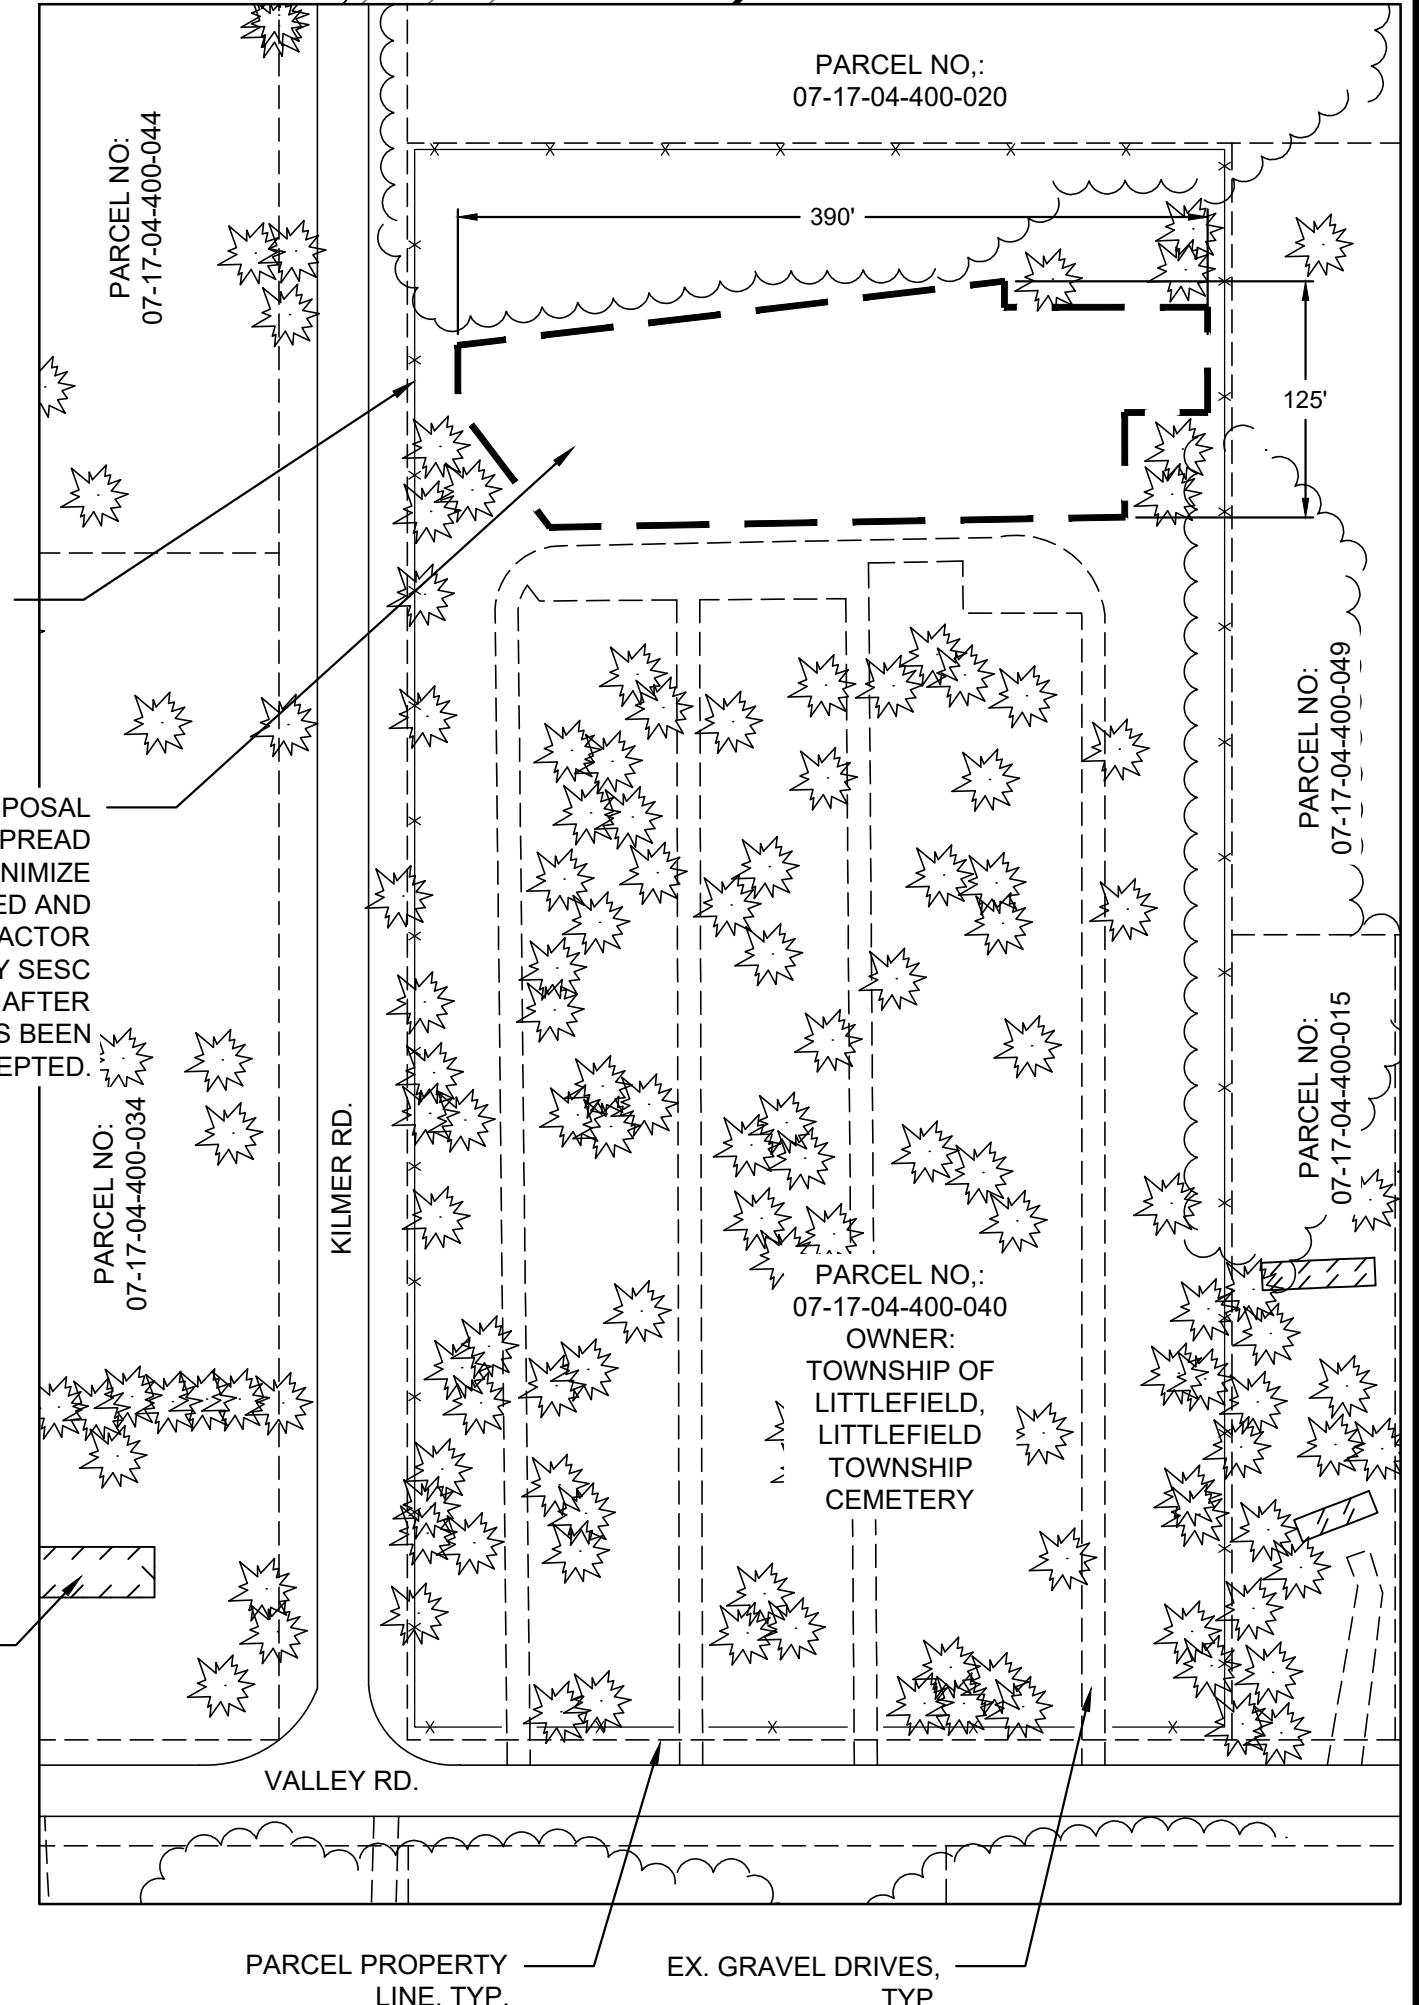 PARCEL NO,:
07-17-04-400-020
PARCEL NO:
07-17-04-400-044
390'
125'
PARCEL NO:
07-17-04-400-049
POSAL
PREAD
NIMIZE
ED AND
ACTOR
Y SESC
AFTER
S BEEN
EPTED.
PARCEL NO:
07-17-04-400-015
PARCEL NO:
07-17-04-400-034
KILMER RD.
PARCEL NO,:
07-17-04-400-040
OWNER:
TOWNSHIP OF
LITTLEFIELD,
LITTLEFIELD
TOWNSHIP
CEMETERY
VALLEY RD.
PARCEL PROPERTY
LINE, TYP.
EX. GRAVEL DRIVES,
TYP